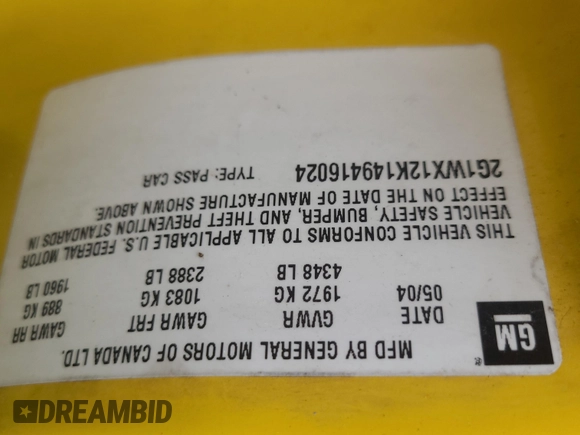 MFD BY GENERAL MOTORS OF CANADA LTD.
GM
DATE GVWR GAWR FRT GAWR RR
05/04 1972 KG 1083 KG 889 KG
4348 LB 2388 LB 1960 LB
THIS VEHICLE CONFORMS TO ALL APPLICABLE U.S. FEDERAL MOTOR
VEHICLE SAFETY, BUMPER, AND THEFT PREVENTION STANDARDS IN
EFFECT ON THE DATE OF MANUFACTURE SHOWN ABOVE.
2G1WX12K149416024 TYPE: PASS CAR
DREAMBID